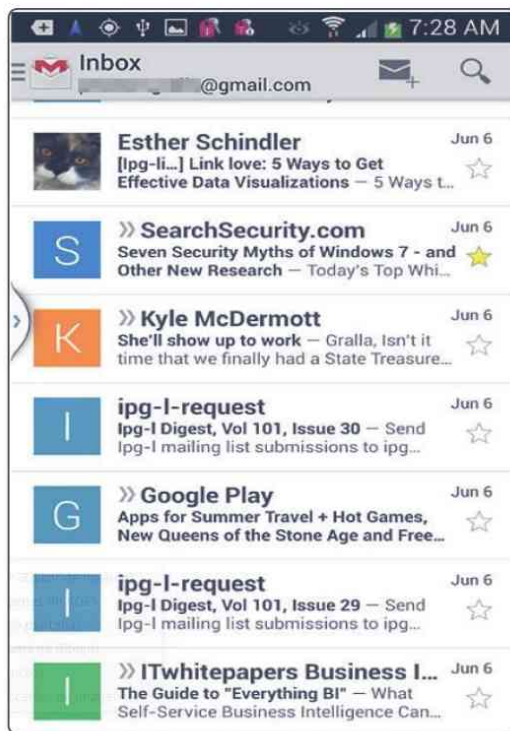 7:28 AM
Inbox
@gmail.com
Esther Schindler
Jun 6
[Ipg-li...] Link love: 5 Ways to Get
Effective Data Visualizations — 5 Ways t...
S
» SearchSecurity.com
Jun 6
Seven Security Myths of Windows 7 - and
Other New Research — Today's Top Whi...
K
» Kyle McDermott
Jun 6
She'll show up to work — Gralla, Isn't it
time that we finally had a State Treasure...
I
ipg-l-request
Jun 6
Ipg-l Digest, Vol 101, Issue 30 — Send
Ipg-l mailing list submissions to ipg...
G
» Google Play
Jun 6
Apps for Summer Travel + Hot Games,
New Queens of the Stone Age and Free...
I
ipg-l-request
Jun 6
Ipg-l Digest, Vol 101, Issue 29 — Send
Ipg-l mailing list submissions to ipg...
I
» ITwhitepapers Business I...
Jun 6
The Guide to "Everything BI" — What
Self-Service Business Intelligence Can...